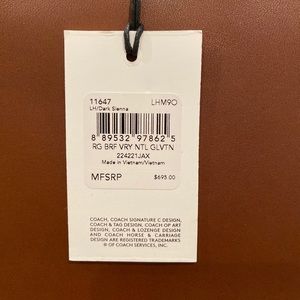 11647 LHM9O
LH/Dark Sienna
8 89532 97862 5
RG BRF VRY NTL GLVTN
224221JAX
Made in Vietnam/Vietnam
MFSRP $695.00
COACH, COACH SIGNATURE C DESIGN,
COACH & TAG DESIGN, COACH OP ART
DESIGN, COACH & LOZENGE DESIGN
AND COACH HORSE & CARRIAGE
DESIGN ARE REGISTERED TRADEMARKS
® OF COACH SERVICES, INC.